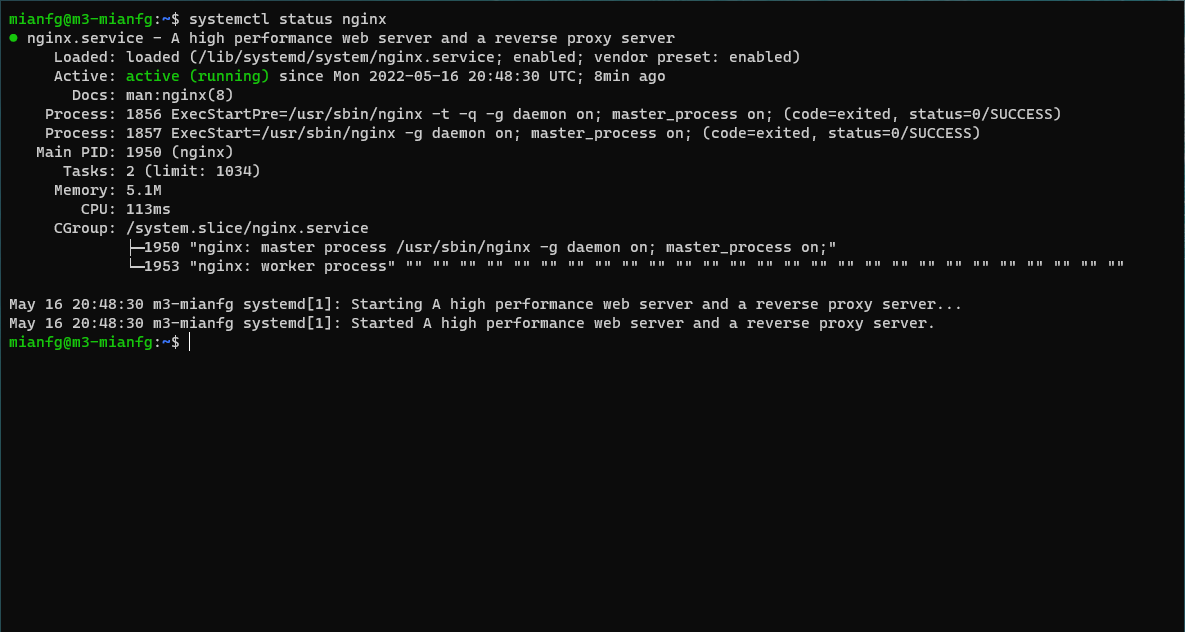 mianfg@m3-mianfg:~$ systemctl status nginx
● nginx.service - A high performance web server and a reverse proxy server
     Loaded: loaded (/lib/systemd/system/nginx.service; enabled; vendor preset: enabled)
     Active: active (running) since Mon 2022-05-16 20:48:30 UTC; 8min ago
       Docs: man:nginx(8)
    Process: 1856 ExecStartPre=/usr/sbin/nginx -t -q -g daemon on; master_process on; (code=exited, status=0/SUCCESS)
    Process: 1857 ExecStart=/usr/sbin/nginx -g daemon on; master_process on; (code=exited, status=0/SUCCESS)
   Main PID: 1950 (nginx)
      Tasks: 2 (limit: 1034)
     Memory: 5.1M
        CPU: 113ms
     CGroup: /system.slice/nginx.service
             ├─1950 "nginx: master process /usr/sbin/nginx -g daemon on; master_process on;"
             └─1953 "nginx: worker process" "" "" "" "" "" "" "" "" "" "" "" "" "" "" "" "" "" "" "" "" "" "" "" "" "" "" ""

May 16 20:48:30 m3-mianfg systemd[1]: Starting A high performance web server and a reverse proxy server...
May 16 20:48:30 m3-mianfg systemd[1]: Started A high performance web server and a reverse proxy server.
mianfg@m3-mianfg:~$